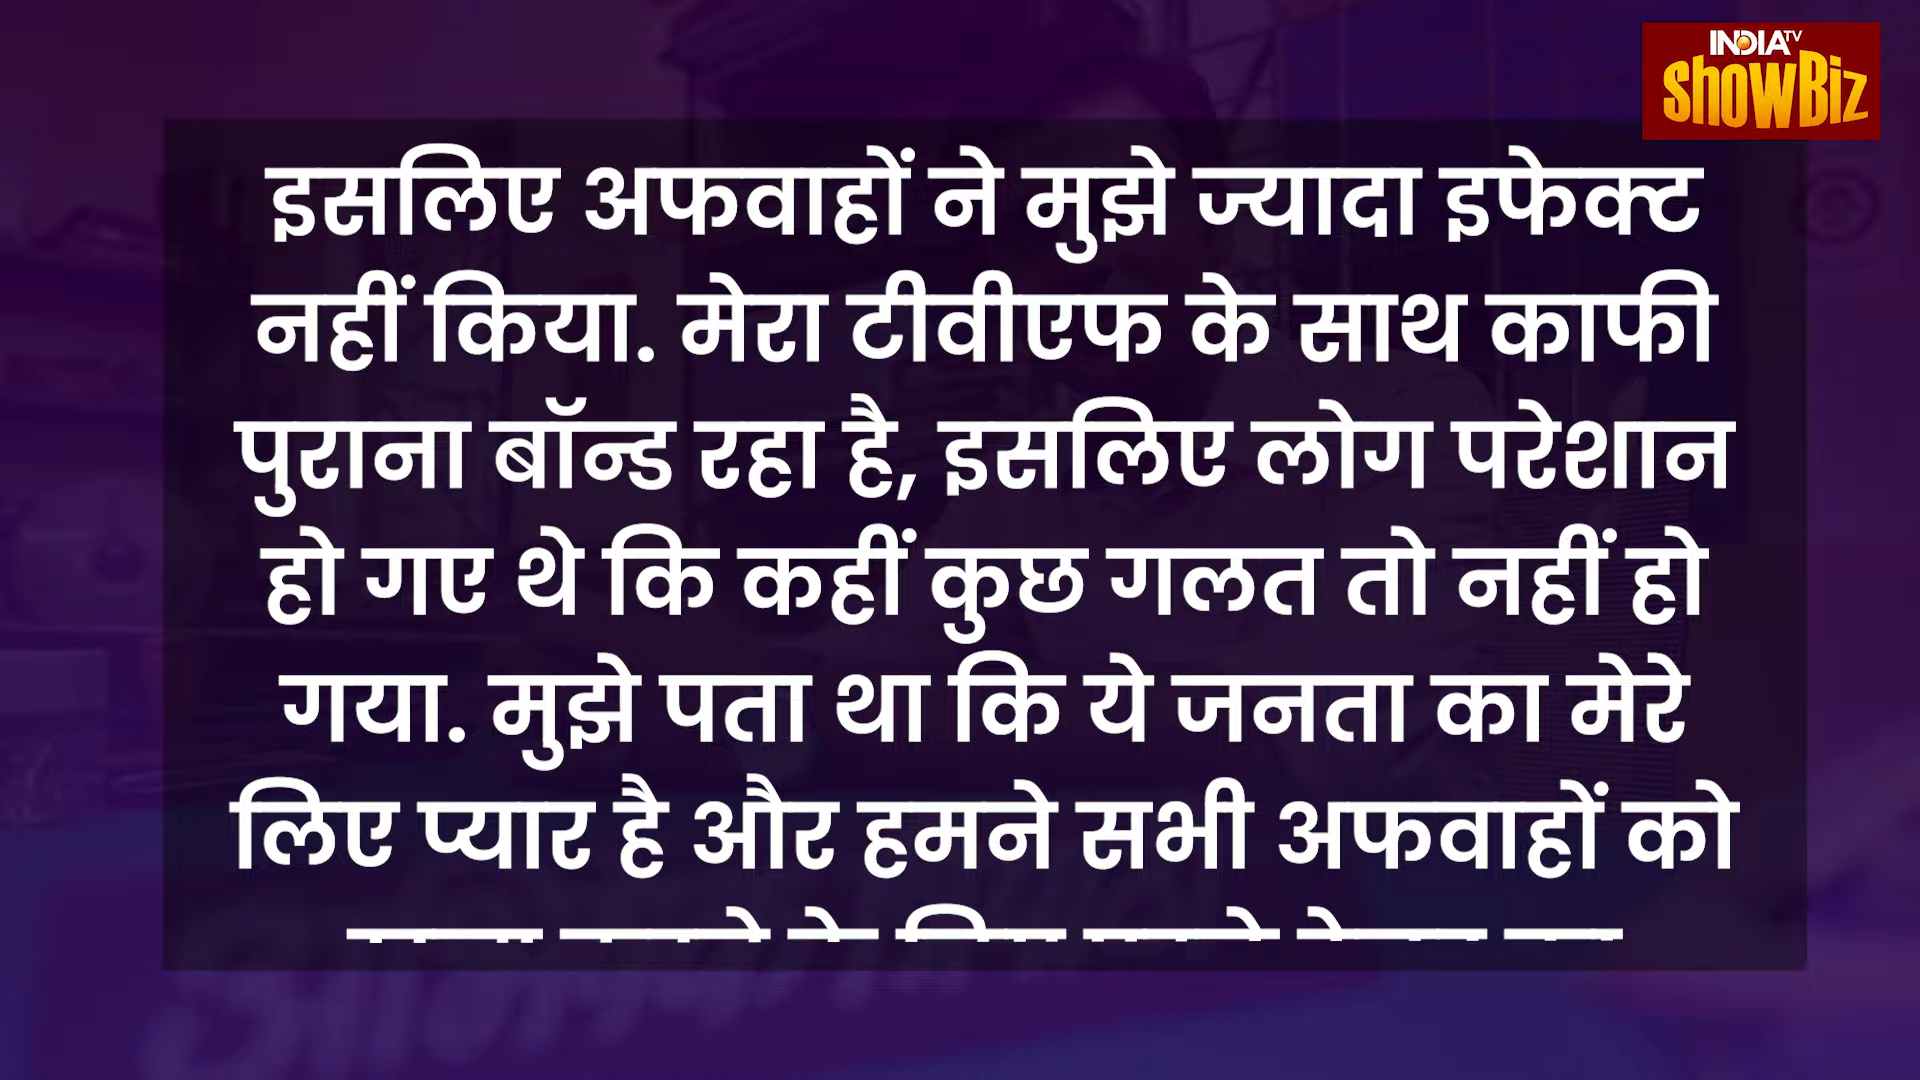 INDIA TV
ShowBiz
इसलिए अफवाहों ने मुझे ज्यादा इफेक्ट
नहीं किया. मेरा टीवीएफ के साथ काफी
पुराना बॉन्ड रहा है, इसलिए लोग परेशान
हो गए थे कि कहीं कुछ गलत तो नहीं हो
गया. मुझे पता था कि ये जनता का मेरे
लिए प्यार है और हमने सभी अफवाहों को